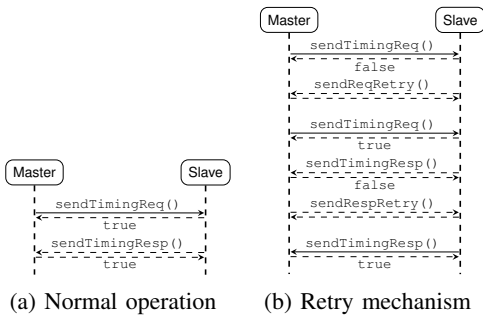 Master Slave
sendTimingReq()
true
sendTimingResp()
true
(a) Normal operation
Master Slave
sendTimingReq()
false
sendReqRetry()
sendTimingReq()
true
sendTimingResp()
false
sendRespRetry()
sendTimingResp()
true
(b) Retry mechanism